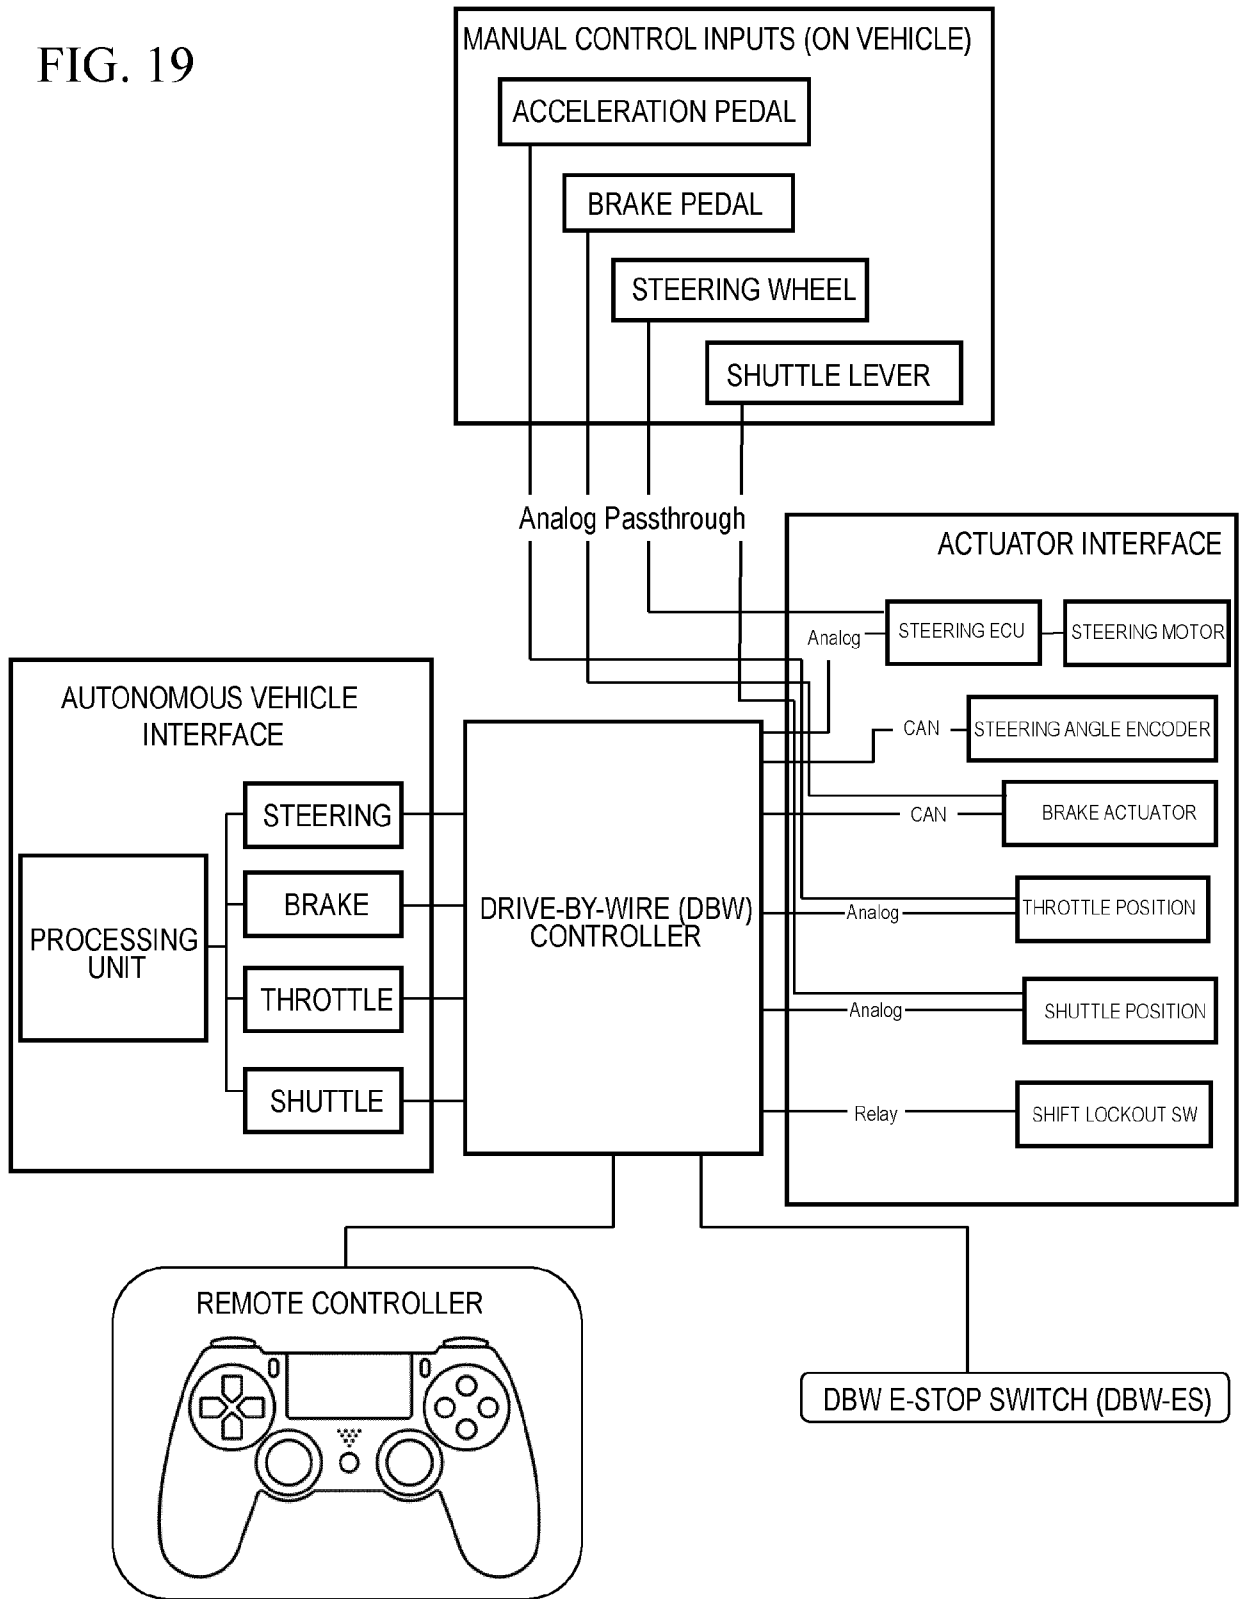 FIG. 19
MANUAL CONTROL INPUTS (ON VEHICLE)
ACCELERATION PEDAL
BRAKE PEDAL
STEERING WHEEL
SHUTTLE LEVER
Analog Passthrough
ACTUATOR INTERFACE
Analog
STEERING ECU
STEERING MOTOR
CAN
STEERING ANGLE ENCODER
CAN
BRAKE ACTUATOR
Analog
THROTTLE POSITION
Analog
SHUTTLE POSITION
Relay
SHIFT LOCKOUT SW
AUTONOMOUS VEHICLE
INTERFACE
PROCESSING
UNIT
STEERING
BRAKE
THROTTLE
SHUTTLE
DRIVE-BY-WIRE (DBW)
CONTROLLER
REMOTE CONTROLLER
DBW E-STOP SWITCH (DBW-ES)